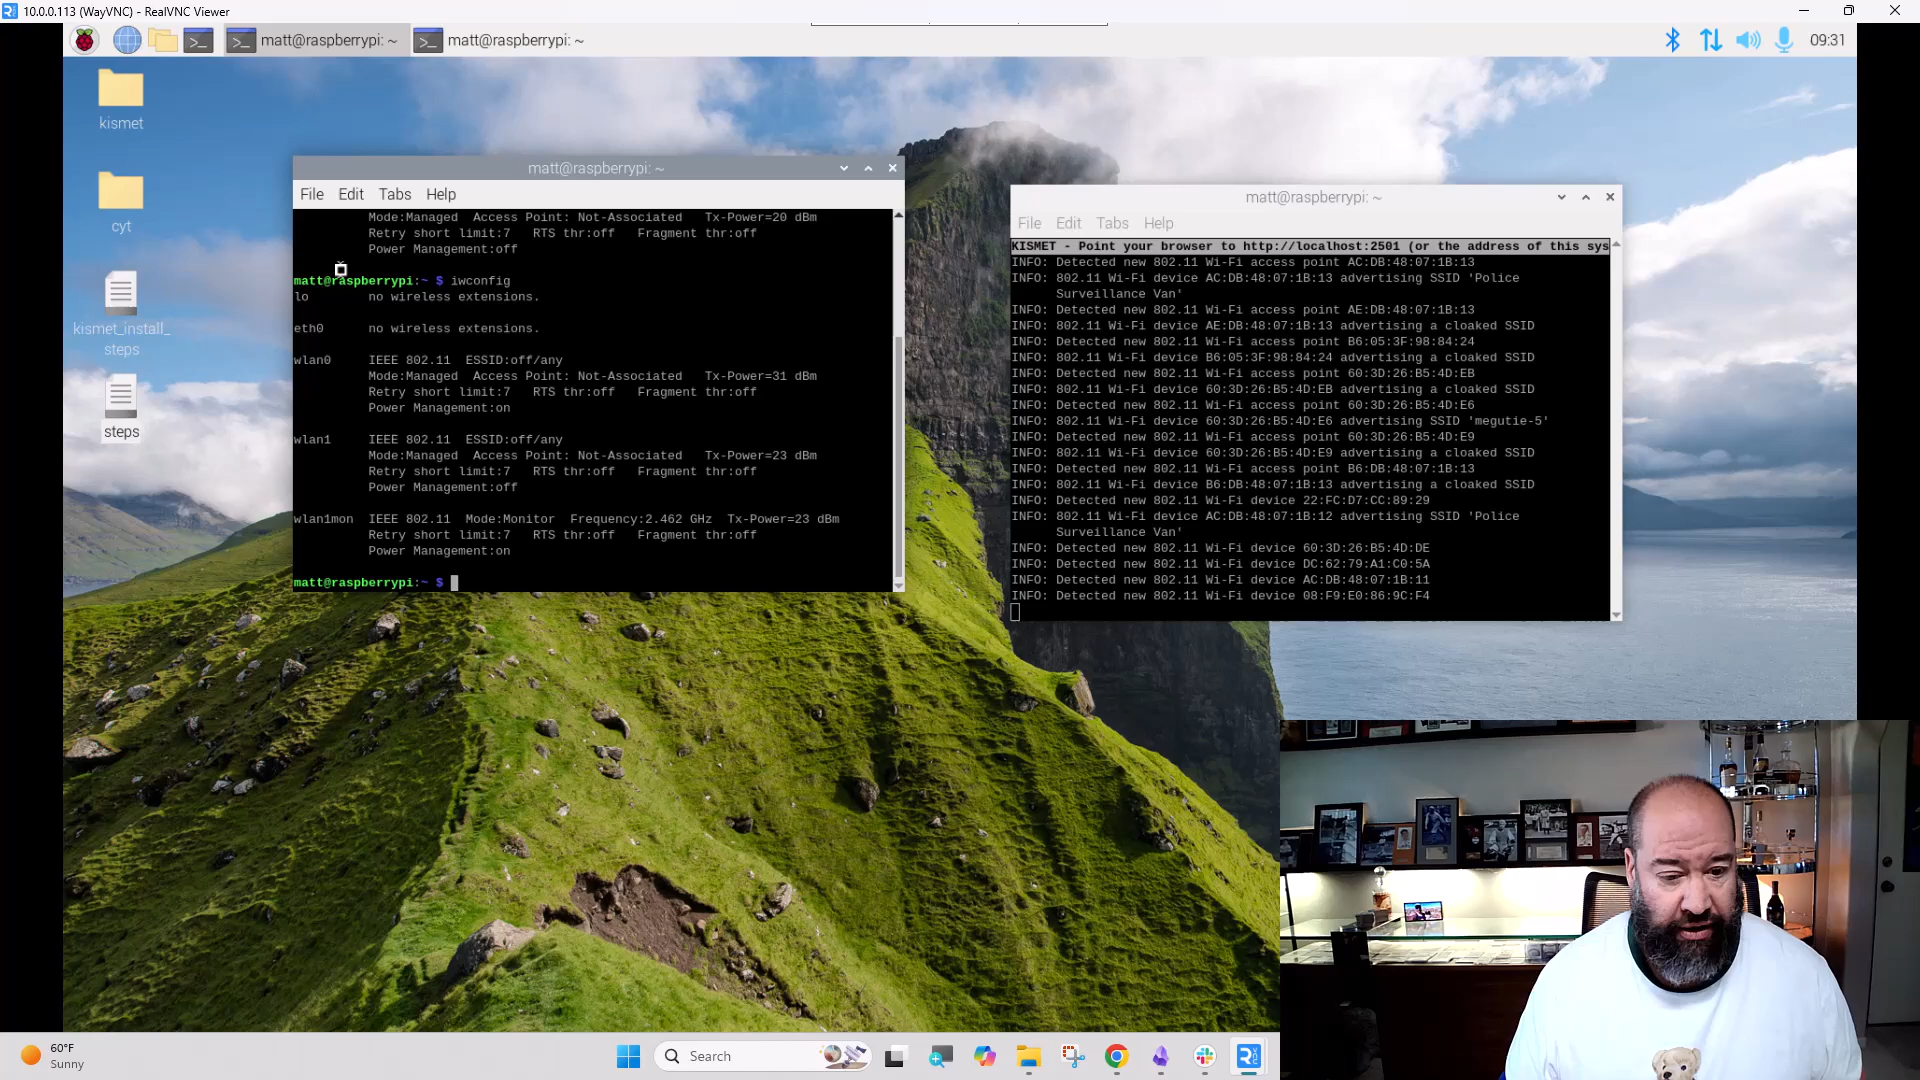 10.0.0.113 (WayVNC) - RealVNC Viewer
matt@raspberrypi: ~
matt@raspberrypi: ~
09:31
kismet
cyt
kismet_install_
steps
steps
matt@raspberrypi: ~
File Edit Tabs Help
Mode:Managed Access Point: Not-Associated Tx-Power=20 dBm
Retry short limit:7 RTS thr:off Fragment thr:off
Power Management:off
matt@raspberrypi:~ $ iwconfig
lo no wireless extensions.
eth0 no wireless extensions.
wlan0 IEEE 802.11 ESSID:off/any
Mode:Managed Access Point: Not-Associated Tx-Power=31 dBm
Retry short limit:7 RTS thr:off Fragment thr:off
Power Management:on
wlan1 IEEE 802.11 ESSID:off/any
Mode:Managed Access Point: Not-Associated Tx-Power=23 dBm
Retry short limit:7 RTS thr:off Fragment thr:off
Power Management:off
wlan1mon IEEE 802.11 Mode:Monitor Frequency:2.462 GHz Tx-Power=23 dBm
Retry short limit:7 RTS thr:off Fragment thr:off
Power Management:on
matt@raspberrypi:~ $
matt@raspberrypi: ~
File Edit Tabs Help
KISMET - Point your browser to http://localhost:2501 (or the address of this sys
INFO: Detected new 802.11 Wi-Fi access point AC:DB:48:07:1B:13
INFO: 802.11 Wi-Fi device AC:DB:48:07:1B:13 advertising SSID 'Police
Surveillance Van'
INFO: Detected new 802.11 Wi-Fi access point AE:DB:48:07:1B:13
INFO: 802.11 Wi-Fi device AE:DB:48:07:1B:13 advertising a cloaked SSID
INFO: Detected new 802.11 Wi-Fi access point B6:05:3F:98:84:24
INFO: 802.11 Wi-Fi device B6:05:3F:98:84:24 advertising a cloaked SSID
INFO: Detected new 802.11 Wi-Fi access point 60:3D:26:B5:4D:EB
INFO: 802.11 Wi-Fi device 60:3D:26:B5:4D:EB advertising a cloaked SSID
INFO: Detected new 802.11 Wi-Fi access point 60:3D:26:B5:4D:E6
INFO: 802.11 Wi-Fi device 60:3D:26:B5:4D:E6 advertising SSID 'megutie-5'
INFO: Detected new 802.11 Wi-Fi access point 60:3D:26:B5:4D:E9
INFO: 802.11 Wi-Fi device 60:3D:26:B5:4D:E9 advertising a cloaked SSID
INFO: Detected new 802.11 Wi-Fi access point B6:DB:48:07:1B:13
INFO: 802.11 Wi-Fi device B6:DB:48:07:1B:13 advertising a cloaked SSID
INFO: Detected new 802.11 Wi-Fi device 22:FC:D7:CC:89:29
INFO: 802.11 Wi-Fi device AC:DB:48:07:1B:12 advertising SSID 'Police
Surveillance Van'
INFO: Detected new 802.11 Wi-Fi device 60:3D:26:B5:4D:DE
INFO: Detected new 802.11 Wi-Fi device DC:62:79:A1:C0:5A
INFO: Detected new 802.11 Wi-Fi device AC:DB:48:07:1B:11
INFO: Detected new 802.11 Wi-Fi device 08:F9:E0:86:9C:F4
60°F
Sunny
Search